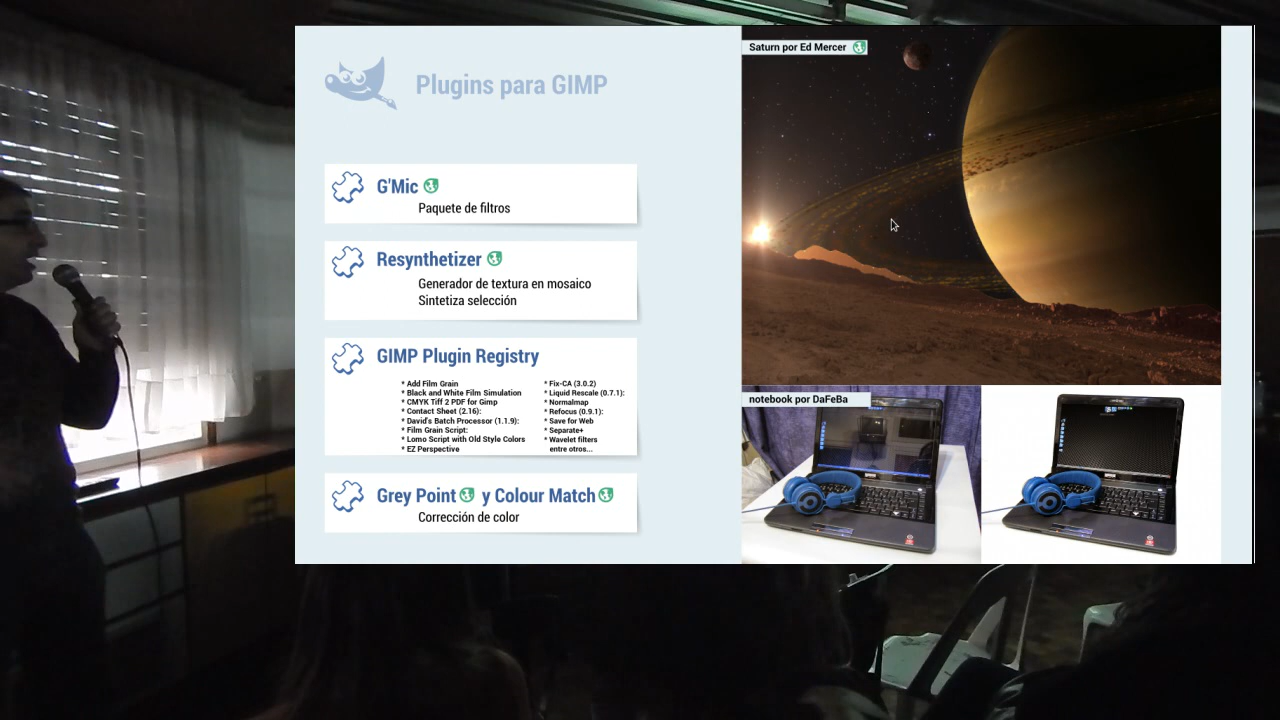 Plugins para GIMP
G'Mic
Paquete de filtros
Resynthetizer
Generador de textura en mosaico
Sintetiza selección
GIMP Plugin Registry
* Add Film Grain
* Black and White Film Simulation
* CMYK Tiff 2 PDF for Gimp
* Contact Sheet (2.16):
* David's Batch Processor (1.1.9):
* Film Grain Script:
* Lomo Script with Old Style Colors
* EZ Perspective
* Fix-CA (3.0.2)
* Liquid Rescale (0.7.1):
* Normalmap
* Refocus (0.9.1):
* Save for Web
* Separate+
* Wavelet filters
entre otros...
Grey Point y Colour Match
Corrección de color
Saturn por Ed Mercer
notebook por DaFeBa